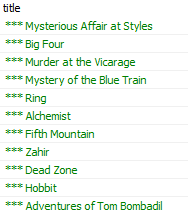 title
*** Mysterious Affair at Styles
*** Big Four
*** Murder at the Vicarage
*** Mystery of the Blue Train
*** Ring
*** Alchemist
*** Fifth Mountain
*** Zahir
*** Dead Zone
*** Hobbit
*** Adventures of Tom Bombadil